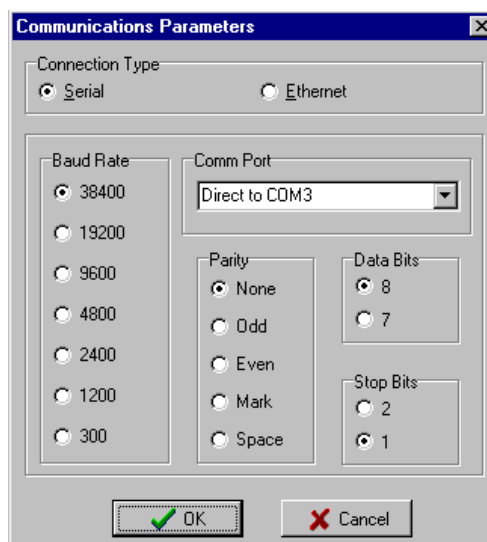 Communications Parameters
Connection Type
Serial
Ethernet
Baud Rate
38400
19200
9600
4800
2400
1200
300
Comm Port
Direct to COM3
Parity
None
Odd
Even
Mark
Space
Data Bits
8
7
Stop Bits
2
1
OK
Cancel